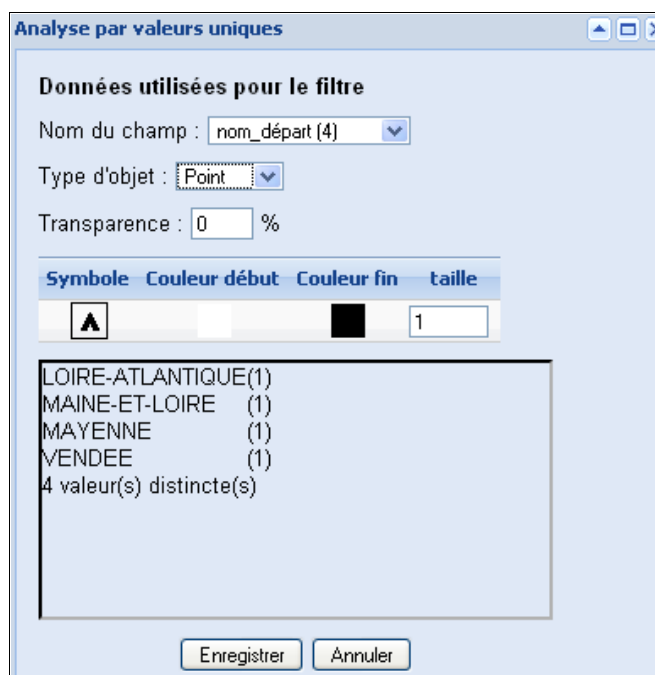 Analyse par valeurs uniques
Données utilisées pour le filtre
Nom du champ : nom_départ (4)
Type d'objet : Point
Transparence : 0 %
Symbole Couleur début Couleur fin taille
1
LOIRE-ATLANTIQUE(1)
MAINE-ET-LOIRE (1)
MAYENNE (1)
VENDEE (1)
4 valeur(s) distincte(s)
Enregistrer Annuler